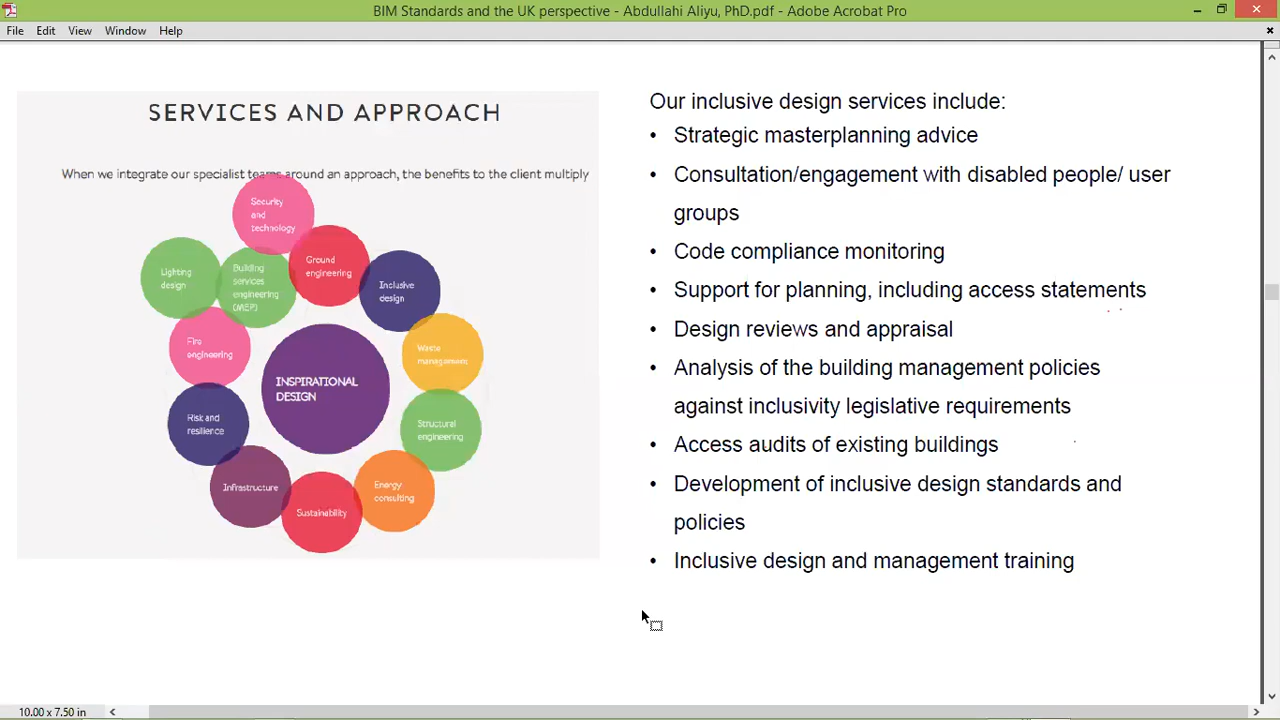 BIM Standards and the UK perspective - Abdullahi Aliyu, PhD.pdf - Adobe Acrobat Pro
File Edit View Window Help
SERVICES AND APPROACH
When we integrate our specialist teams around an approach, the benefits to the client multiply
Security
and
technology
Ground
engineering
Lighting
design
Building
services
engineering
(MEP)
Inclusive
design
Fire
engineering
Waste
management
INSPIRATIONAL
DESIGN
Risk and
resilience
Structural
engineering
Infrastructure
Energy
consulting
Sustainability
Our inclusive design services include:
• Strategic masterplanning advice
• Consultation/engagement with disabled people/ user
groups
• Code compliance monitoring
• Support for planning, including access statements
• Design reviews and appraisal
• Analysis of the building management policies
against inclusivity legislative requirements
• Access audits of existing buildings
• Development of inclusive design standards and
policies
• Inclusive design and management training
10.00 x 7.50 in